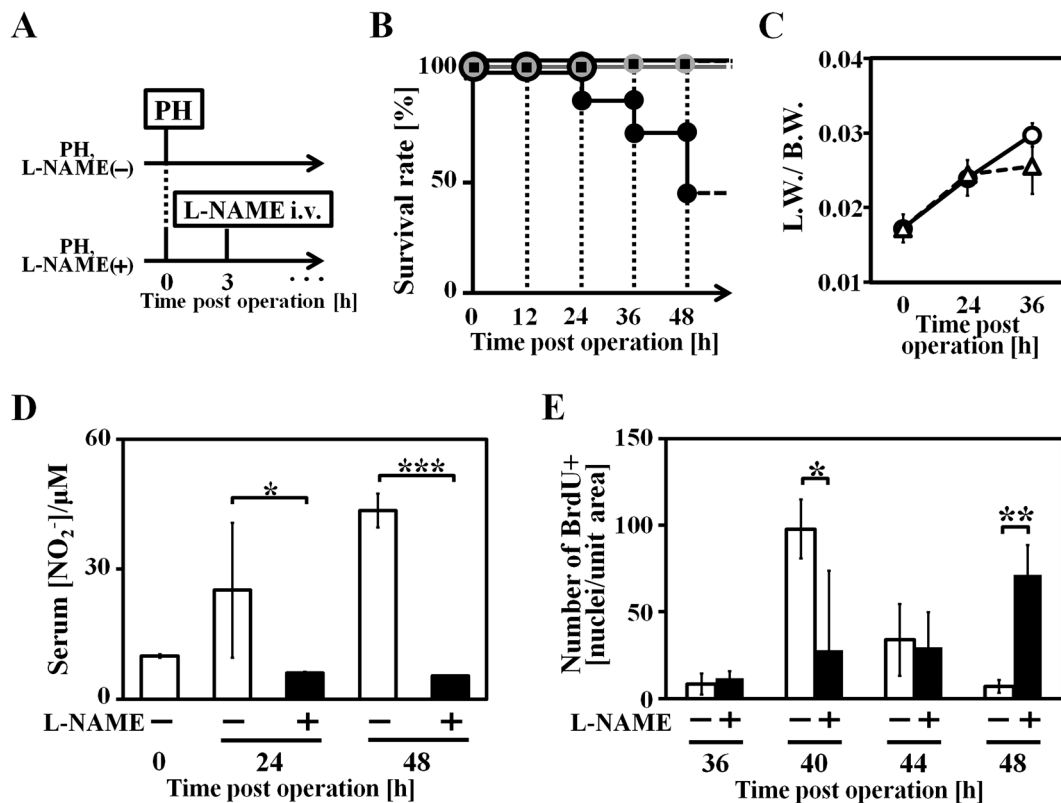 A
PH
PH,
L-NAME(−)
L-NAME i.v.
PH,
L-NAME(+)
0 3 ...
Time post operation [h]
B
Survival rate [%]
100
50
0
0 12 24 36 48
Time post operation [h]
C
L.W./ B.W.
0.04
0.03
0.02
0.01
0 24 36
Time post
operation [h]
D
Serum [NO₂⁻]/μM
60
30
0
*
***
L-NAME − − + − +
0 24 48
Time post operation [h]
E
Number of BrdU+
[nuclei/unit area]
150
100
50
0
*
**
L-NAME − + − + − + − +
36 40 44 48
Time post operation [h]